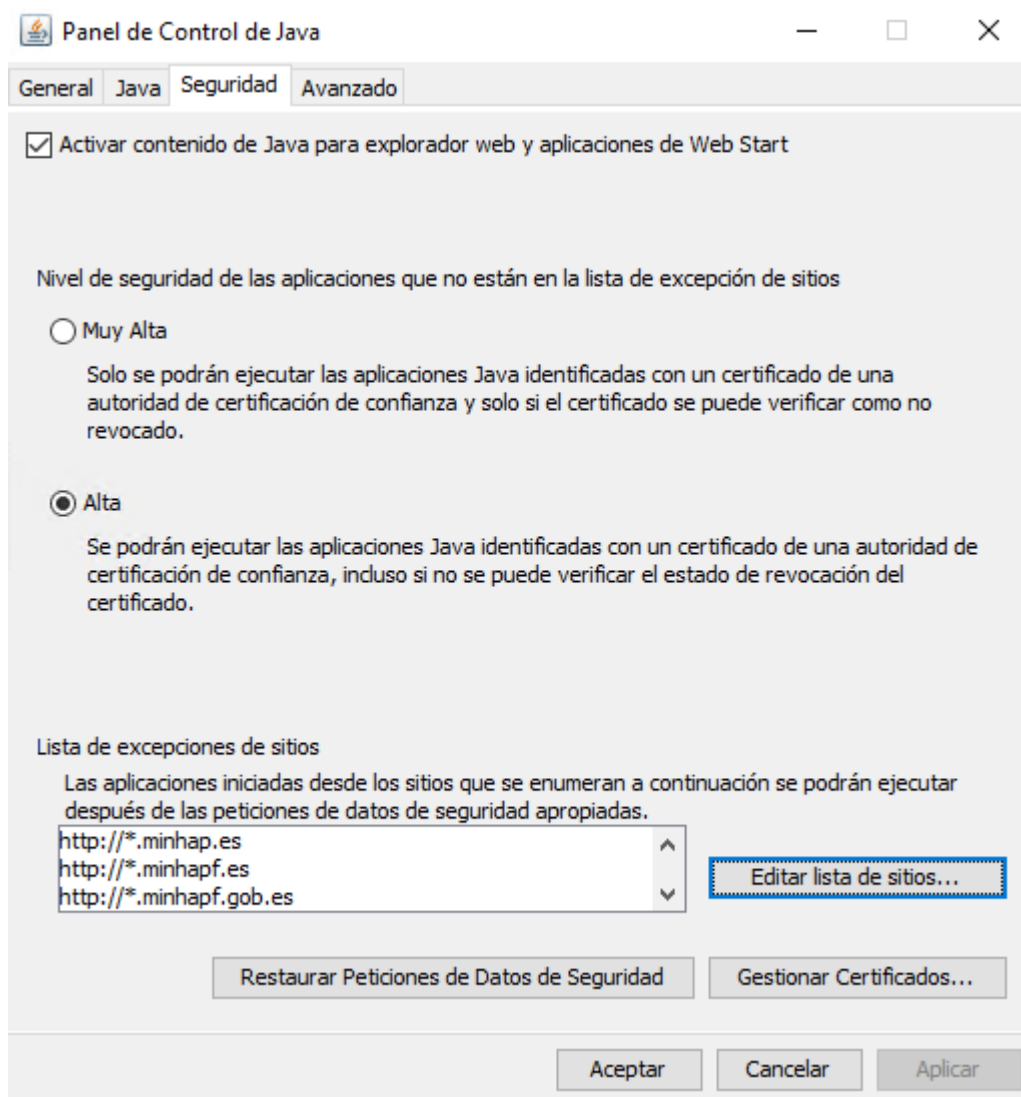 Panel de Control de Java
General Java Seguridad Avanzado
Activar contenido de Java para explorador web y aplicaciones de Web Start
Nivel de seguridad de las aplicaciones que no están en la lista de excepción de sitios
Muy Alta
Solo se podrán ejecutar las aplicaciones Java identificadas con un certificado de una
autoridad de certificación de confianza y solo si el certificado se puede verificar como no
revocado.
Alta
Se podrán ejecutar las aplicaciones Java identificadas con un certificado de una autoridad de
certificación de confianza, incluso si no se puede verificar el estado de revocación del
certificado.
Lista de excepciones de sitios
Las aplicaciones iniciadas desde los sitios que se enumeran a continuación se podrán ejecutar
después de las peticiones de datos de seguridad apropiadas.
http://*.minhap.es
http://*.minhapf.es
http://*.minhapf.gob.es
Editar lista de sitios...
Restaurar Peticiones de Datos de Seguridad
Gestionar Certificados...
Aceptar
Cancelar
Aplicar